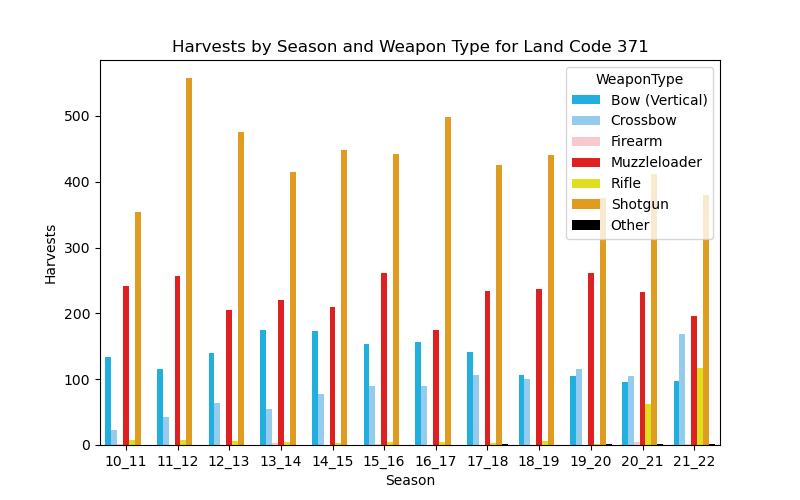 Harvests by Season and Weapon Type for Land Code 371
WeaponType
Bow (Vertical)
Crossbow
Firearm
Muzzleloader
Rifle
Shotgun
Other
Harvests
500
400
300
200
100
0
10_11 11_12 12_13 13_14 14_15 15_16 16_17 17_18 18_19 19_20 20_21 21_22
Season